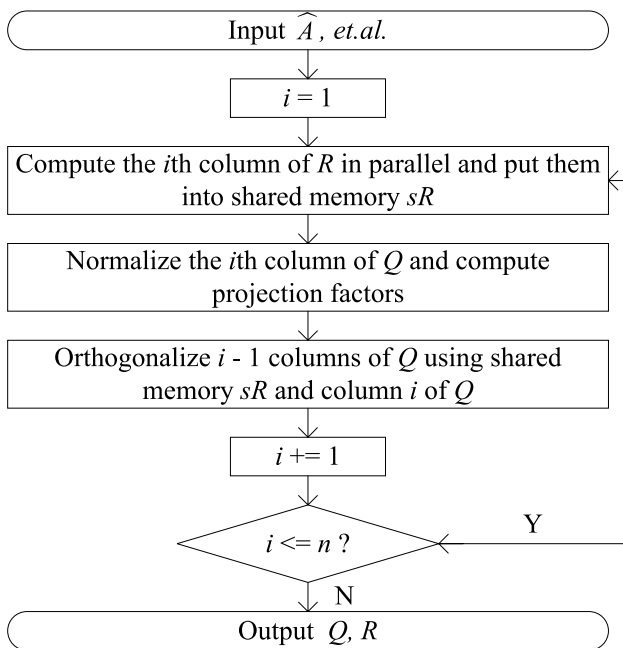 Input Â, et.al.
i = 1
Compute the ith column of R in parallel and put them
into shared memory sR
Normalize the ith column of Q and compute
projection factors
Orthogonalize i - 1 columns of Q using shared
memory sR and column i of Q
i += 1
i <= n ?
Y
N
Output Q, R